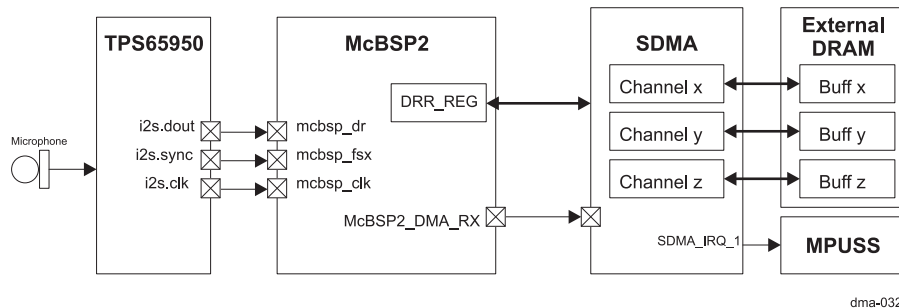 TPS65950
McBSP2
SDMA
External
DRAM
Channel x
Buff x
DRR_REG
i2s.dout
mcbsp_dr
Channel y
Buff y
Microphone
i2s.sync
mcbsp_fsx
i2s.clk
mcbsp_clk
Channel z
Buff z
McBSP2_DMA_RX
SDMA_IRQ_1
MPUSS
dma-032